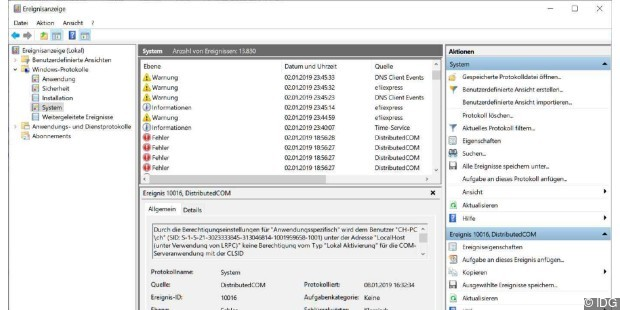 Ereignisanzeige
Datei Aktion Ansicht ?
Ereignisanzeige (Lokal)
Benutzerdefinierte Ansichten
Windows-Protokolle
Anwendung
Sicherheit
Installation
System
Weitergeleitete Ereignisse
Anwendungs- und Dienstprotokolle
Abonnements
System Anzahl von Ereignissen: 13.830
Ebene Datum und Uhrzeit Quelle
Warnung 02.01.2019 23:45:33 DNS Client Events
Warnung 02.01.2019 23:45:32 e1iexpress
Warnung 02.01.2019 23:45:23 DNS Client Events
Informationen 02.01.2019 23:45:14 e1iexpress
Warnung 02.01.2019 23:44:59 e1iexpress
Informationen 02.01.2019 23:40:07 Time-Service
Fehler 02.01.2019 18:56:28 DistributedCOM
Fehler 02.01.2019 18:56:27 DistributedCOM
Fehler 02.01.2019 18:56:27 DistributedCOM
Fehler 02.01.2019 18:56:27 DistributedCOM
Ereignis 10016, DistributedCOM
Allgemein Details
Durch die Berechtigungseinstellungen für "Anwendungsspezifisch" wird dem Benutzer "CH-PC
\ch" (SID: S-1-5-21-3023333845-313046814-1001959658-1001) unter der Adresse "LocalHost
(unter Verwendung von LRPC)" keine Berechtigung vom Typ "Lokal Aktivierung" für die COM-
Serveranwendung mit der CLSID
Protokollname: System
Quelle: DistributedCOM Protokolliert: 08.01.2019 16:32:34
Ereignis-ID: 10016 Aufgabenkategorie: Keine
Aktionen
System
Gespeicherte Protokolldatei öffnen...
Benutzerdefinierte Ansicht erstellen...
Benutzerdefinierte Ansicht importieren...
Protokoll löschen...
Aktuelles Protokoll filtern...
Eigenschaften
Suchen...
Alle Ereignisse speichern unter...
Aufgabe an dieses Protokoll anfügen...
Ansicht
Aktualisieren
Hilfe
Ereignis 10016, DistributedCOM
Ereigniseigenschaften
Aufgabe an dieses Ereignis anfügen...
Kopieren
Ausgewählte Ereignisse speichern...
Aktualisieren
© IDG